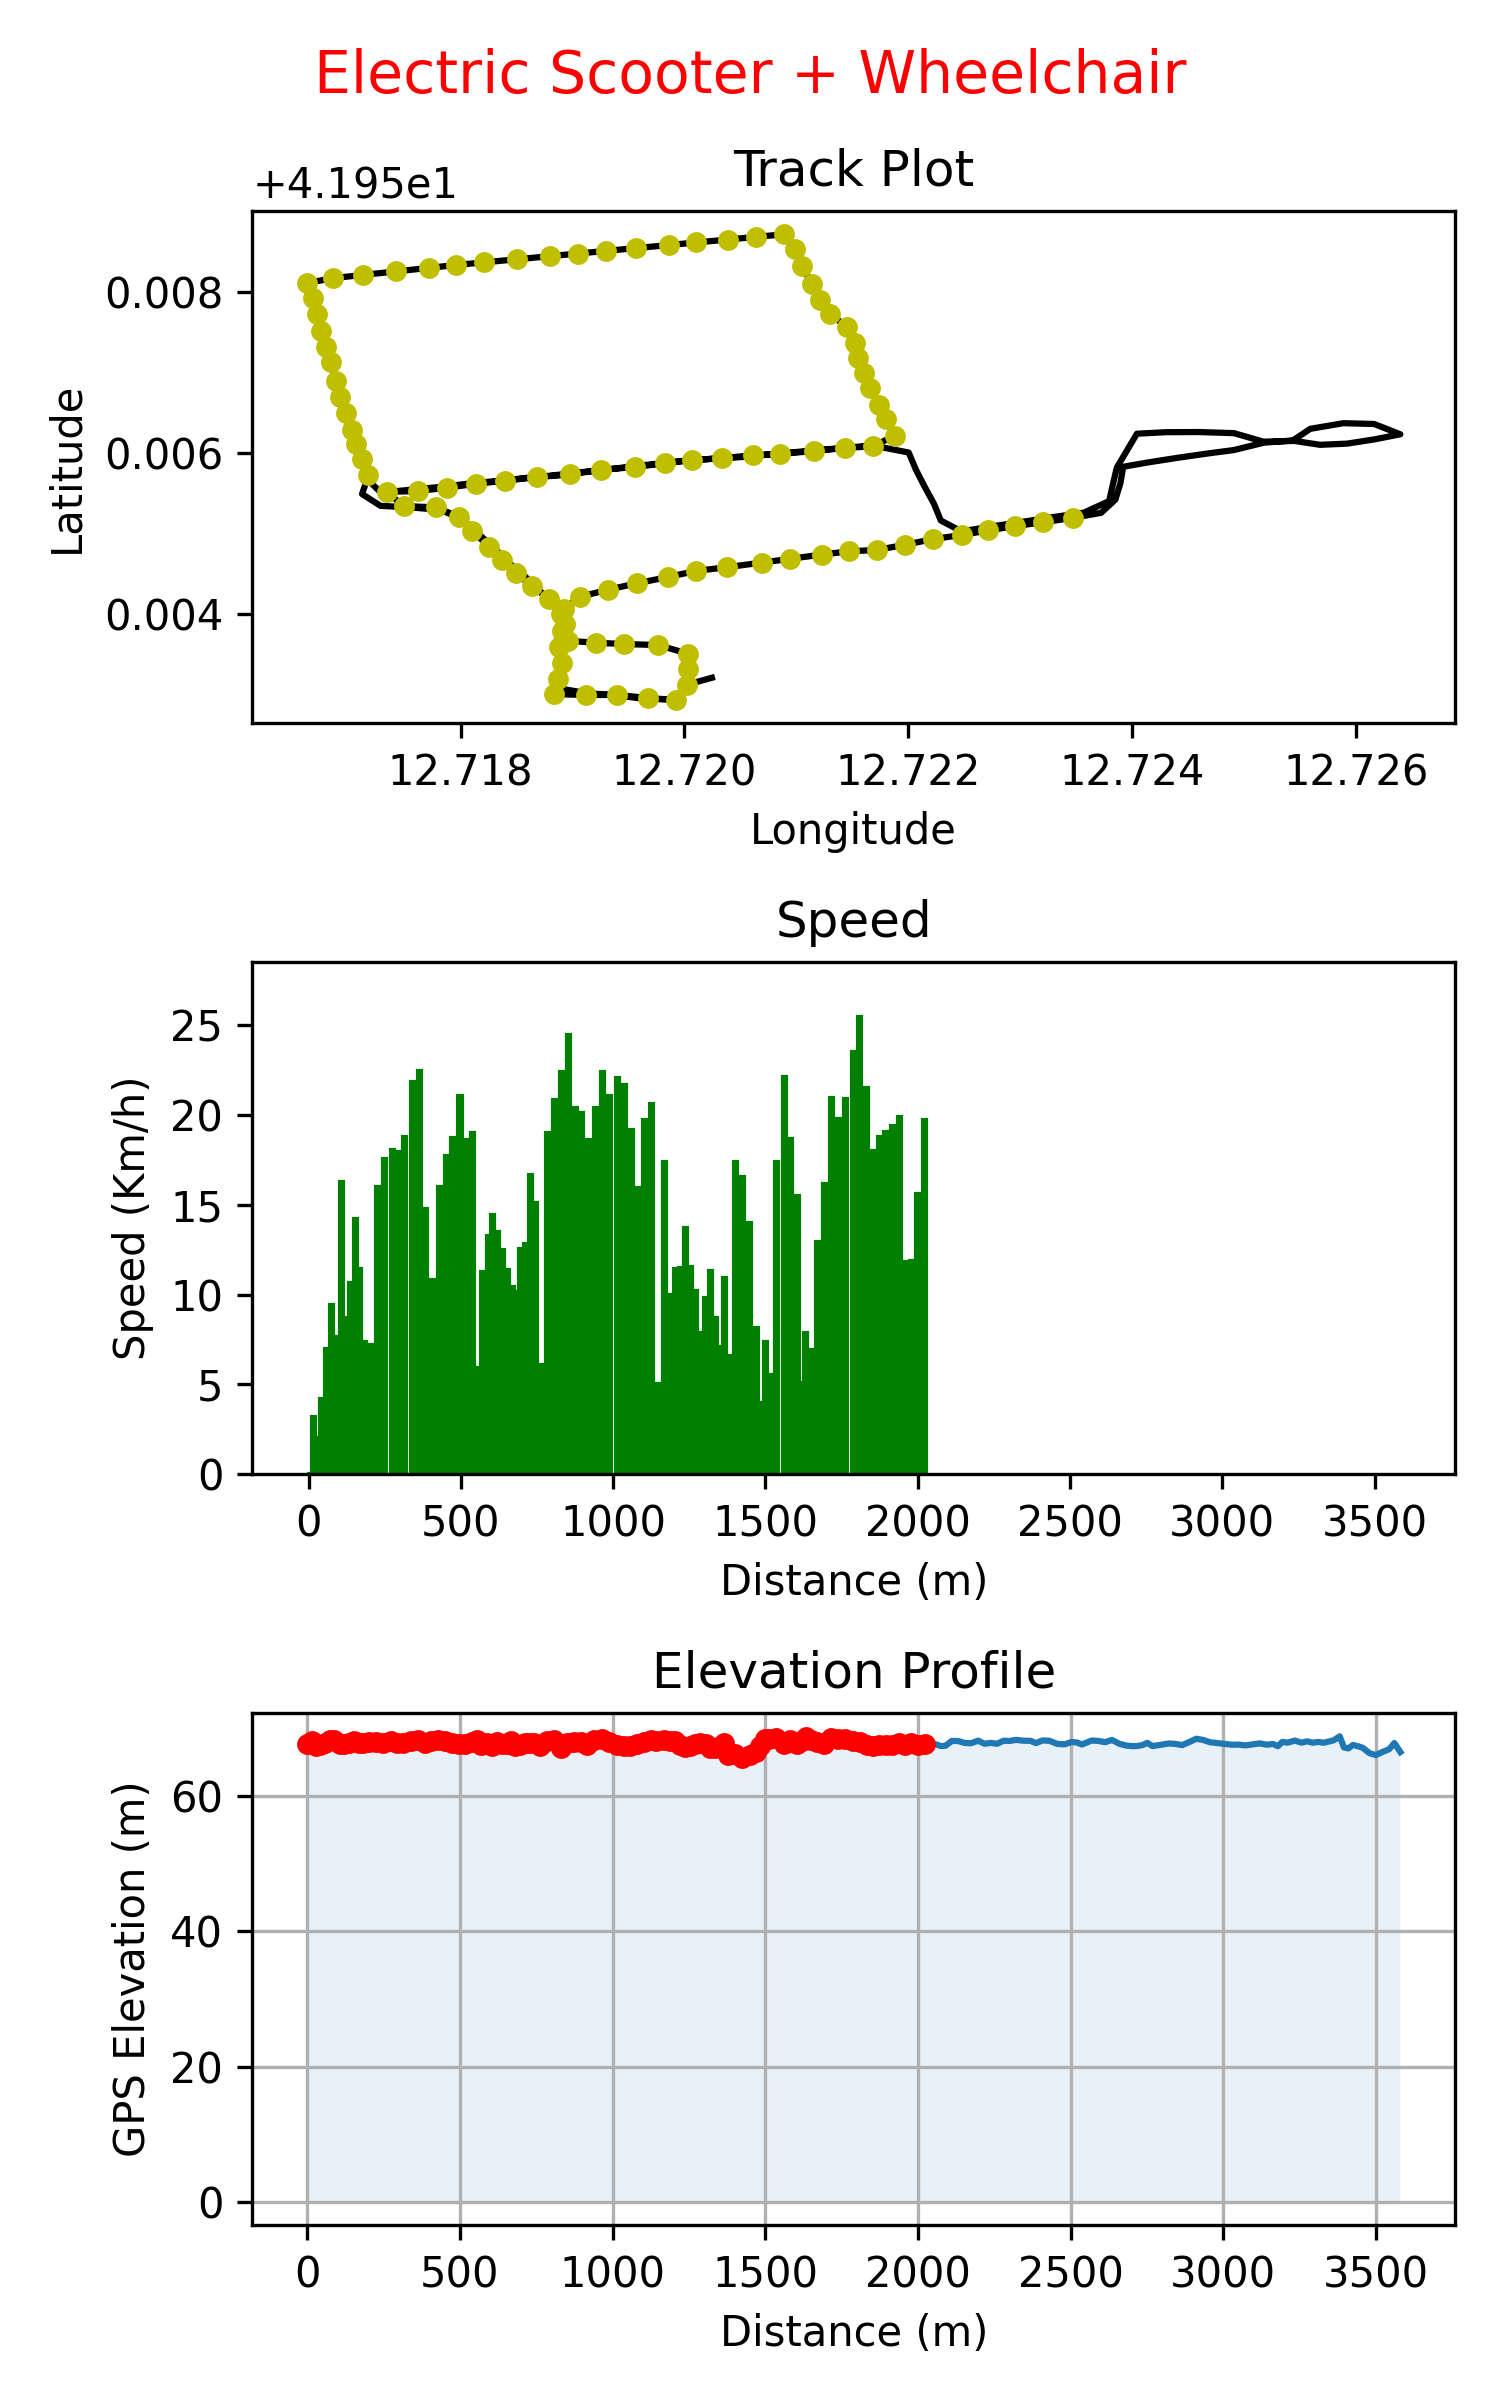 Electric Scooter + Wheelchair
Track Plot
+4.195e1
0.008
0.006
0.004
Latitude
12.718 12.720 12.722 12.724 12.726
Longitude
Speed
25
20
15
10
5
0
Speed (Km/h)
0 500 1000 1500 2000 2500 3000 3500
Distance (m)
Elevation Profile
60
40
20
0
GPS Elevation (m)
0 500 1000 1500 2000 2500 3000 3500
Distance (m)